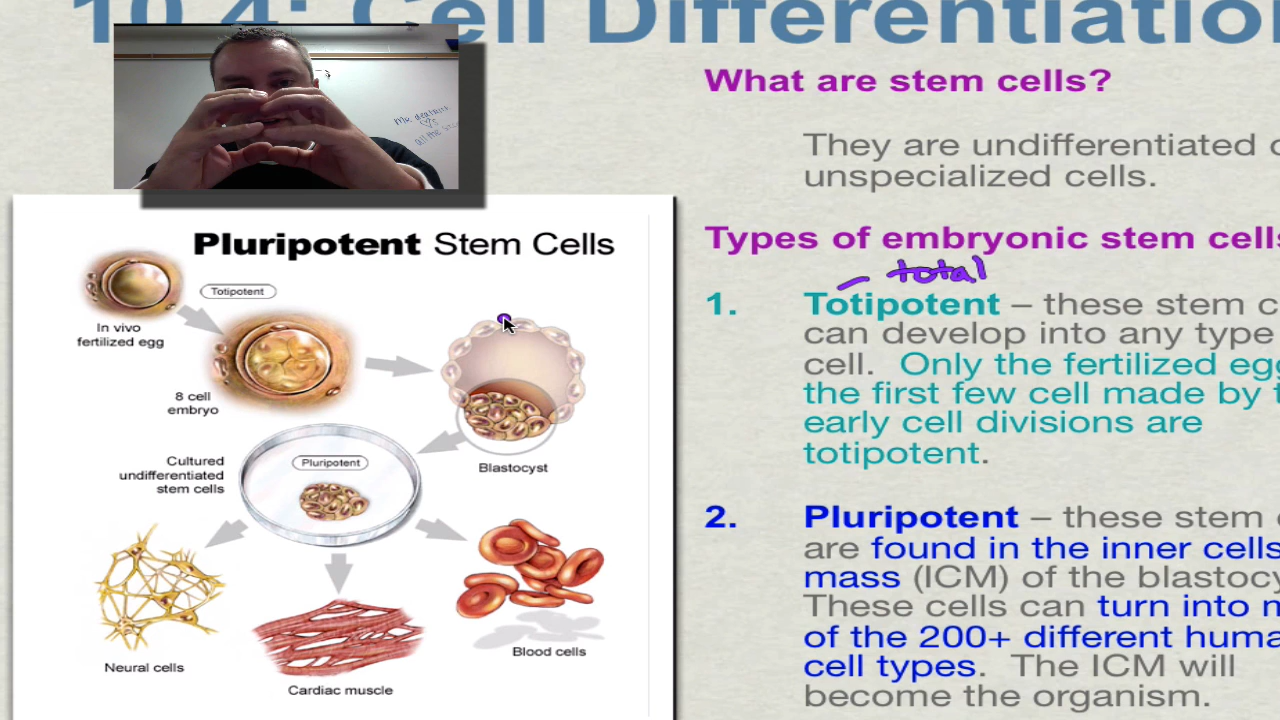 10.4: Cell Differentiation
What are stem cells?
They are undifferentiated
unspecialized cells.
Types of embryonic stem cells
total
1. Totipotent – these stem
can develop into any type
cell. Only the fertilized egg
the first few cell made by
early cell divisions are
totipotent.
2. Pluripotent – these stem
are found in the inner cells
mass (ICM) of the blastocy
These cells can turn into
of the 200+ different huma
cell types. The ICM will
become the organism.
Pluripotent Stem Cells
Totipotent
In vivo
fertilized egg
8 cell
embryo
Blastocyst
Cultured
undifferentiated
stem cells
Pluripotent
Neural cells
Cardiac muscle
Blood cells